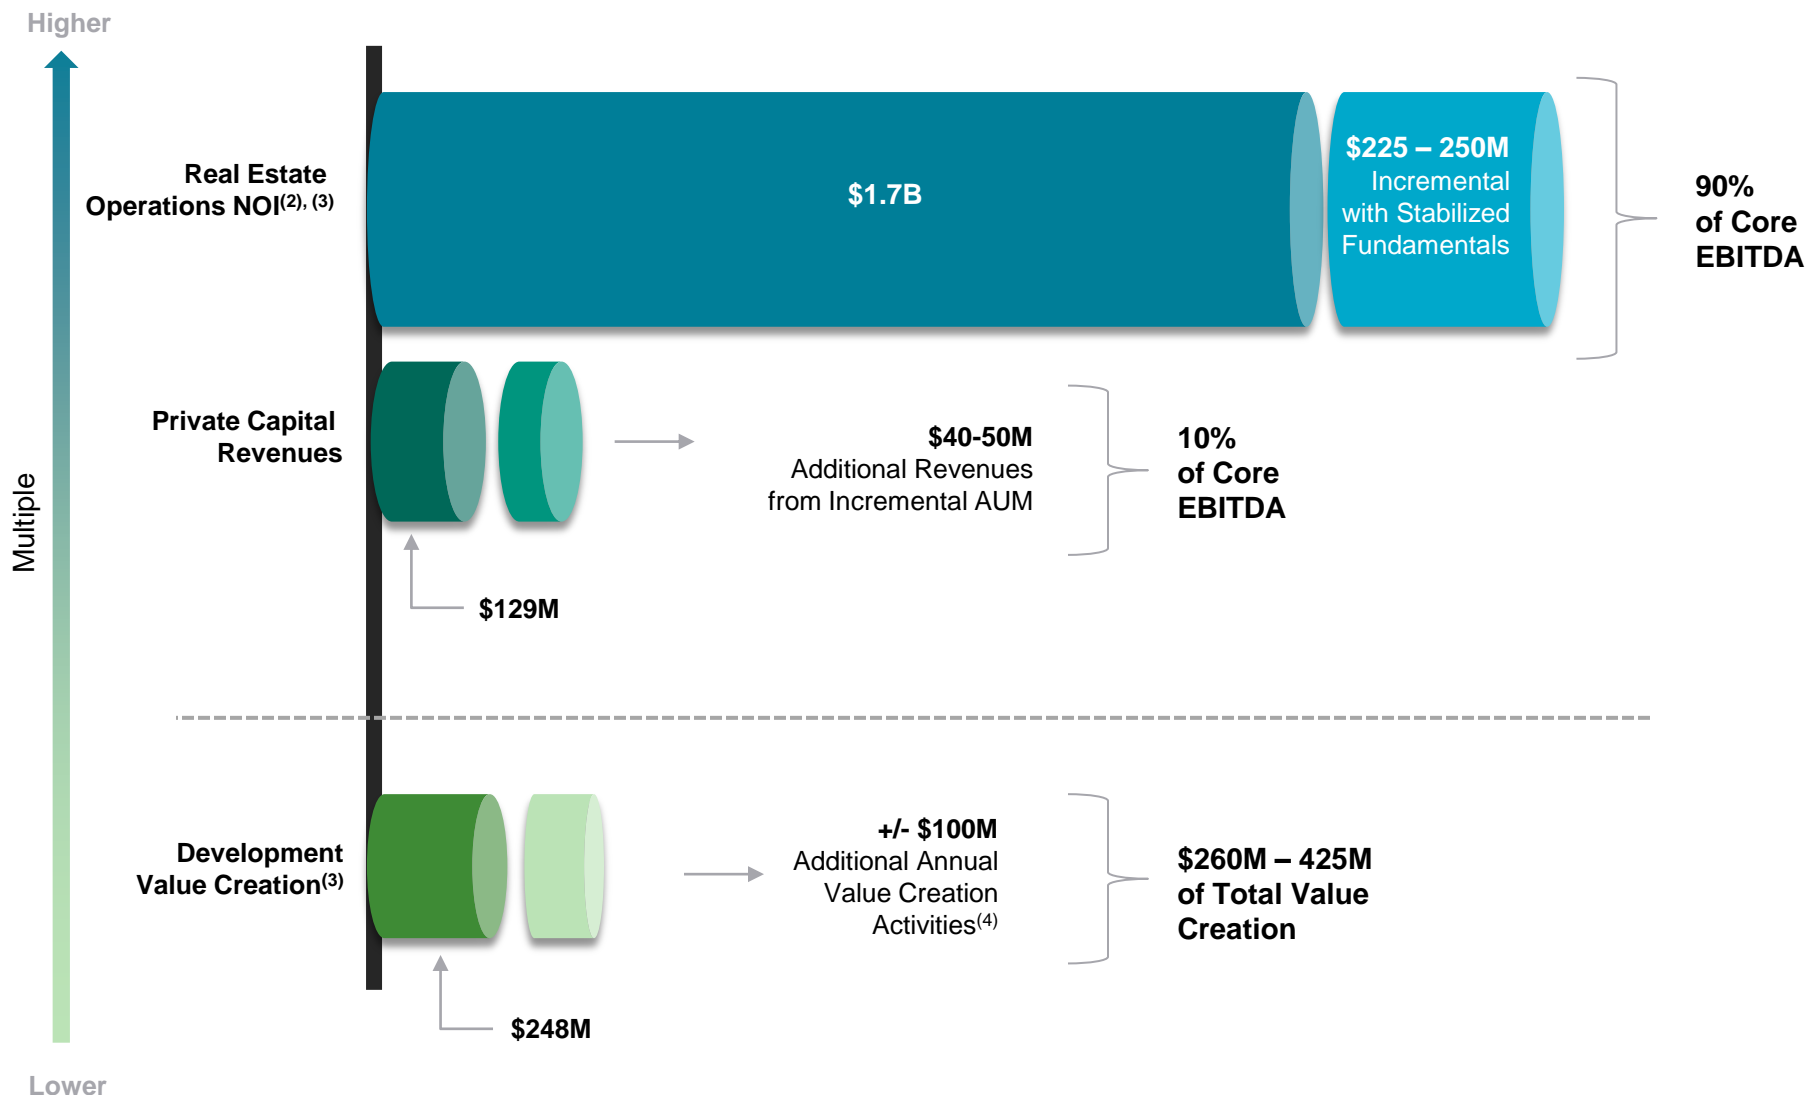 Higher
Multiple
Lower
Real Estate
Operations NOI(2), (3)
$1.7B
$225 – 250M
Incremental
with Stabilized
Fundamentals
90%
of Core
EBITDA
Private Capital
Revenues
$129M
$40-50M
Additional Revenues
from Incremental AUM
10%
of Core
EBITDA
Development
Value Creation(3)
$248M
+/- $100M
Additional Annual
Value Creation
Activities(4)
$260M – 425M
of Total Value
Creation